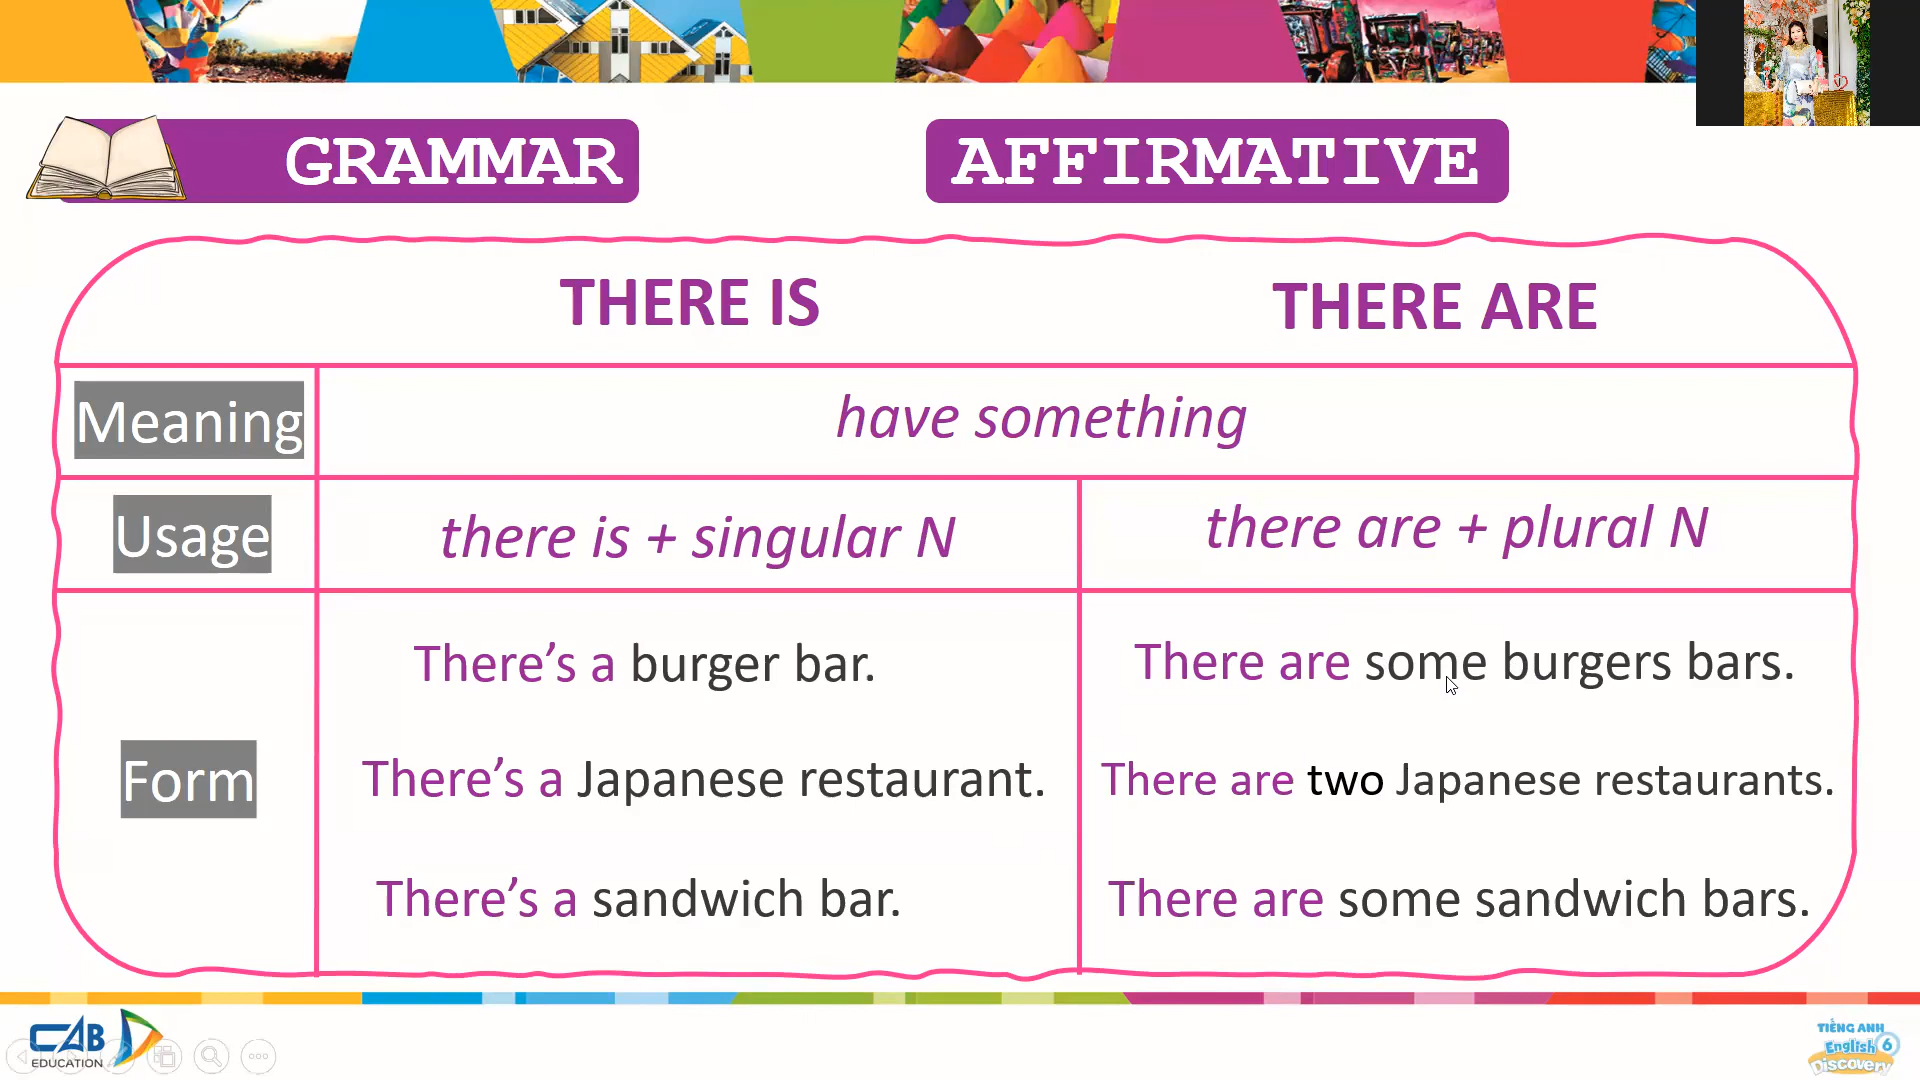 GRAMMAR
AFFIRMATIVE
THERE IS
THERE ARE
Meaning
have something
Usage
there is + singular N
there are + plural N
Form
There's a burger bar.
There are some burgers bars.
There's a Japanese restaurant.
There are two Japanese restaurants.
There's a sandwich bar.
There are some sandwich bars.
CAB
EDUCATION
TIẾNG ANH
English 6
Discovery